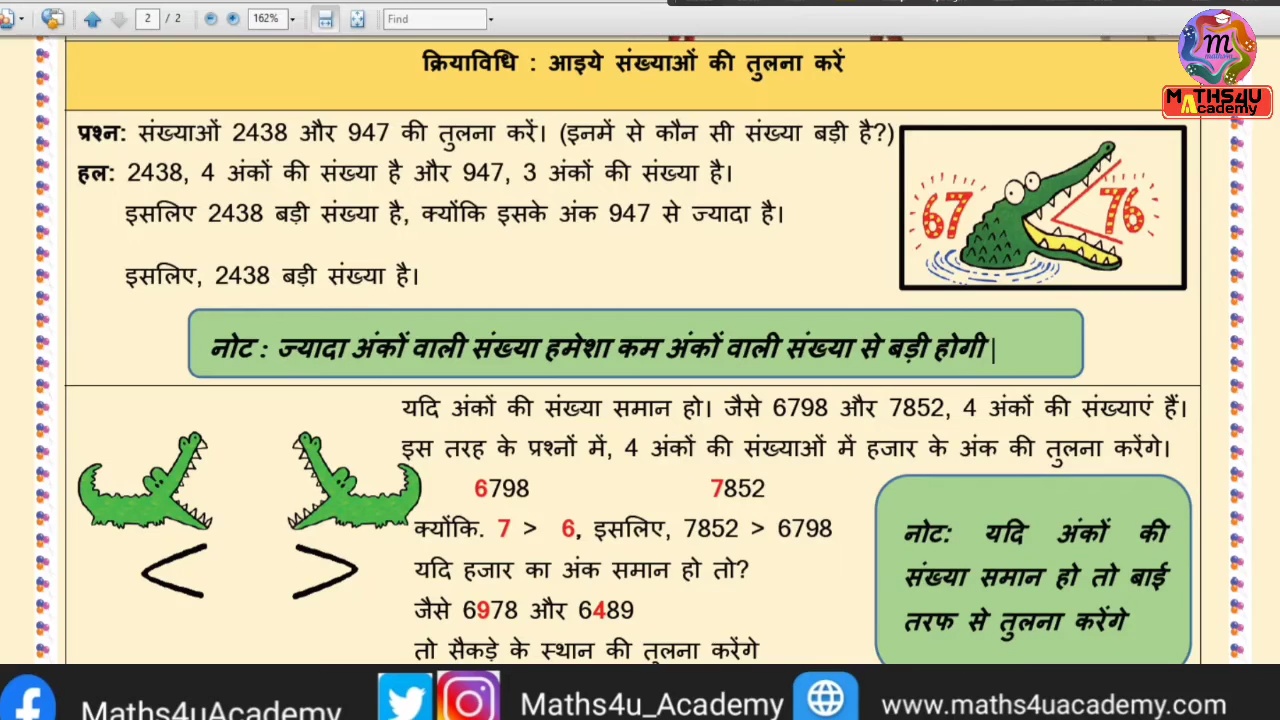 2 / 2
162%
Find
m
maths4u
MATHS4U
Academy
क्रियाविधि : आइये संख्याओं की तुलना करें
प्रश्न: संख्याओं 2438 और 947 की तुलना करें। (इनमें से कौन सी संख्या बड़ी है?)
हल: 2438, 4 अंकों की संख्या है और 947, 3 अंकों की संख्या है।
इसलिए 2438 बड़ी संख्या है, क्योंकि इसके अंक 947 से ज्यादा है।
इसलिए, 2438 बड़ी संख्या है।
67 < 76
नोट : ज्यादा अंकों वाली संख्या हमेशा कम अंकों वाली संख्या से बड़ी होगी|
यदि अंकों की संख्या समान हो। जैसे 6798 और 7852, 4 अंकों की संख्याएं हैं।
इस तरह के प्रश्नों में, 4 अंकों की संख्याओं में हजार के अंक की तुलना करेंगे।
6798 7852
क्योंकि. 7 > 6, इसलिए, 7852 > 6798
यदि हजार का अंक समान हो तो?
जैसे 6978 और 6489
तो सैकड़े के स्थान की तुलना करेंगे
< >
नोट: यदि अंकों की
संख्या समान हो तो बाई
तरफ से तुलना करेंगे
Maths4uAcademy
Maths4u_Academy
www.maths4uacademy.com